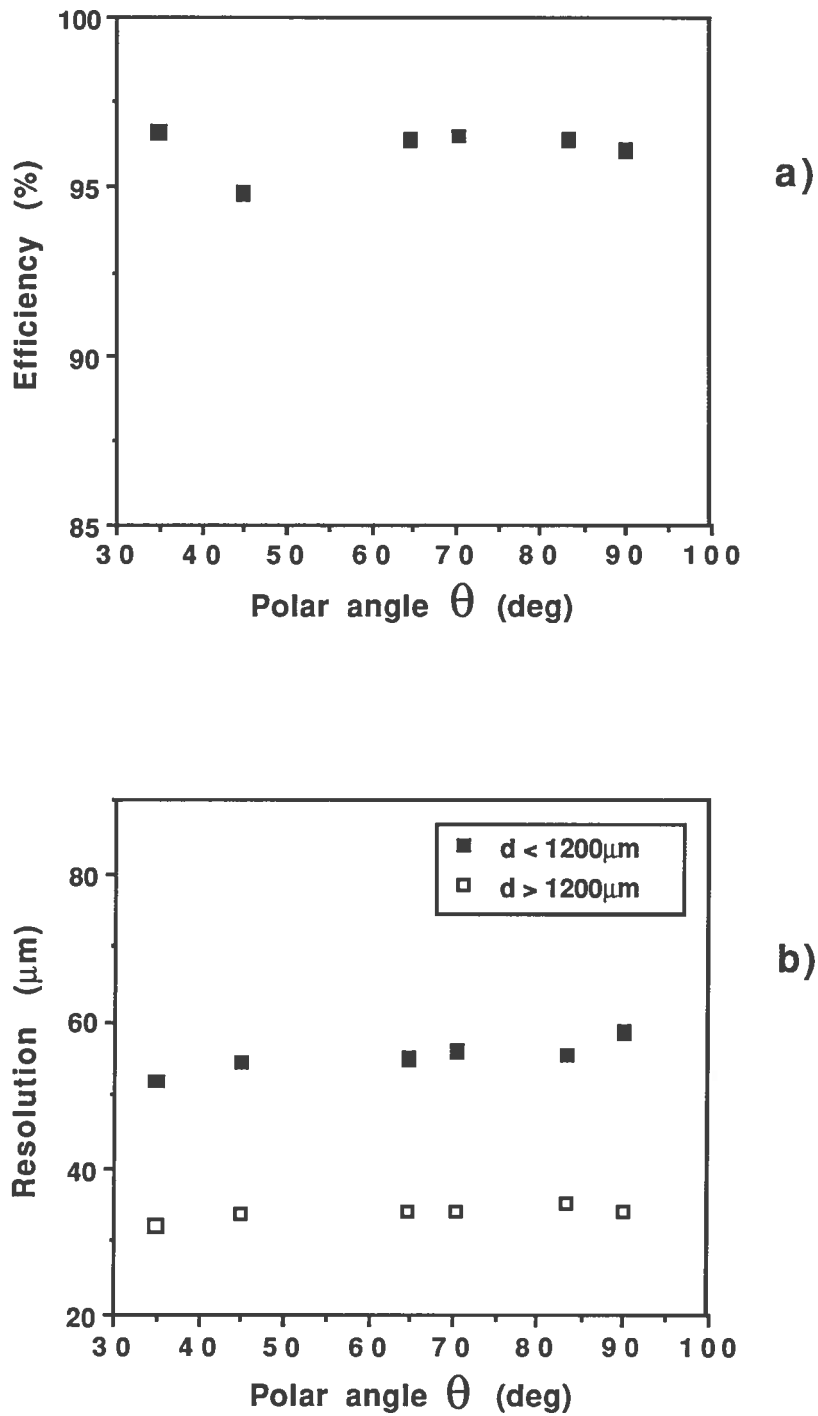 100
95
90
85
Efficiency (%)
30 40 50 60 70 80 90 100
Polar angle θ (deg)
a)
d < 1200μm
d > 1200μm
80
60
40
20
Resolution (μm)
30 40 50 60 70 80 90 100
Polar angle θ (deg)
b)